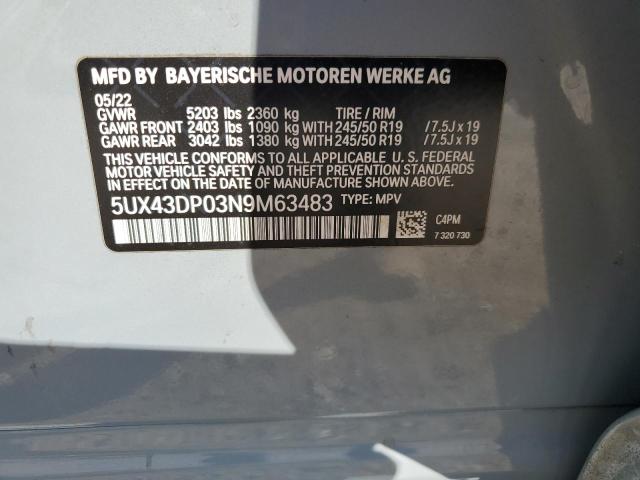 MFD BY BAYERISCHE MOTOREN WERKE AG
05/22
GVWR 5203 lbs 2360 kg TIRE / RIM
GAWR FRONT 2403 lbs 1090 kg WITH 245/50 R19 /7.5J x 19
GAWR REAR 3042 lbs 1380 kg WITH 245/50 R19 /7.5J x 19
THIS VEHICLE CONFORMS TO ALL APPLICABLE U. S. FEDERAL
MOTOR VEHICLE SAFETY AND THEFT PREVENTION STANDARDS
IN EFFECT ON THE DATE OF MANUFACTURE SHOWN ABOVE.
5UX43DP03N9M63483 TYPE: MPV
C4PM
7 320 730